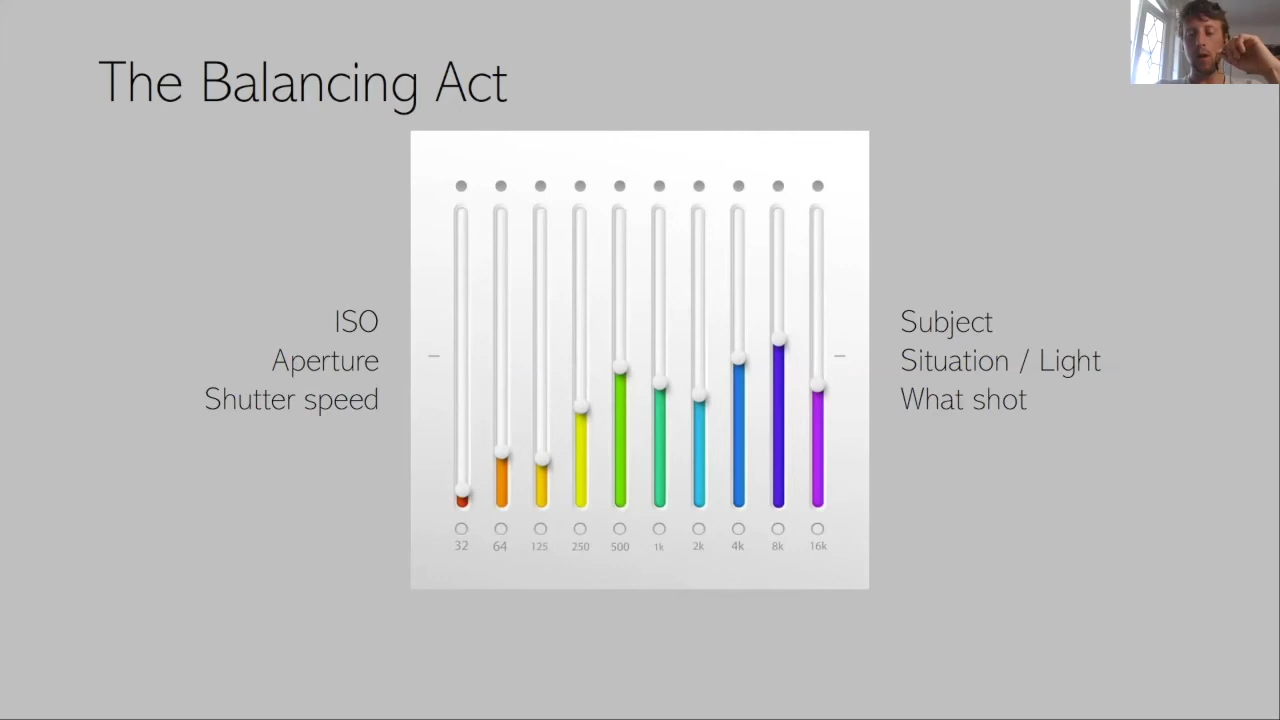 The Balancing Act
ISO
Aperture
Shutter speed
32 64 125 250 500 1k 2k 4k 8k 16k
Subject
Situation / Light
What shot